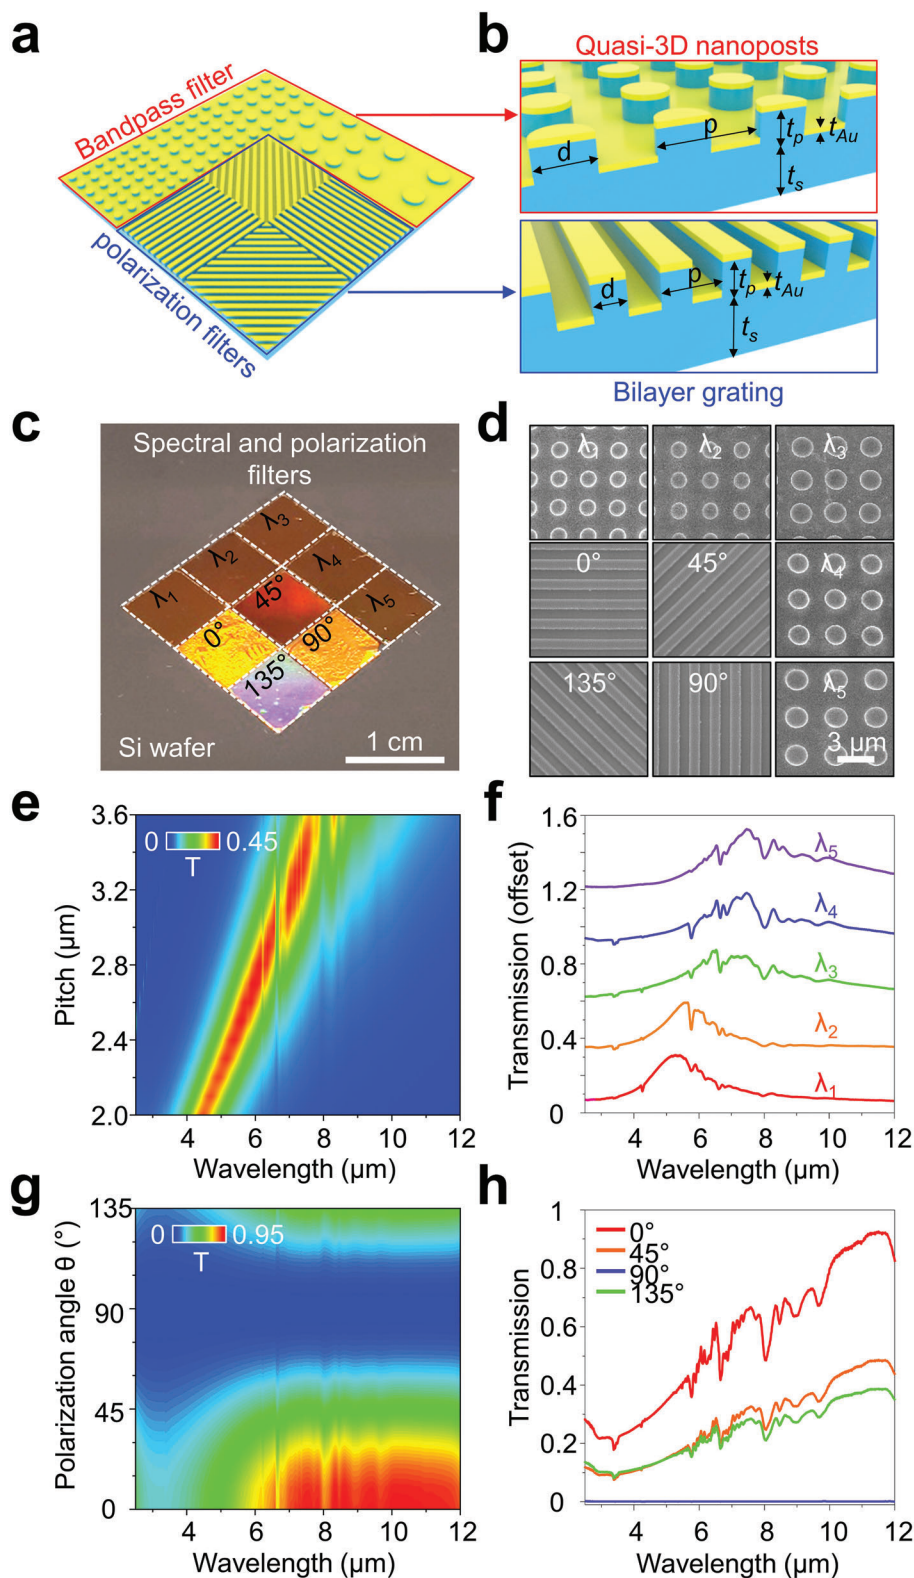 a
Bandpass filter
polarization filters
b
Quasi-3D nanoposts
d
p
tp
tAu
ts
d
p
tp
tAu
ts
Bilayer grating
c
Spectral and polarization
filters
λ3
λ2
λ4
λ1
45°
λ5
0°
90°
135°
Si wafer
1 cm
d
λ1
λ2
λ3
0°
45°
λ4
135°
90°
λ5
3 μm
e
3.6
3.2
2.8
2.4
2.0
Pitch (μm)
0
0.45
T
4
6
8
10
12
Wavelength (μm)
f
1.6
1.2
0.8
0.4
0
Transmission (offset)
λ5
λ4
λ3
λ2
λ1
4
6
8
10
12
Wavelength (μm)
g
135
90
45
0
Polarization angle θ (°)
0
0.95
T
4
6
8
10
12
Wavelength (μm)
h
1
0.8
0.6
0.4
0.2
0
Transmission
0°
45°
90°
135°
4
6
8
10
12
Wavelength (μm)